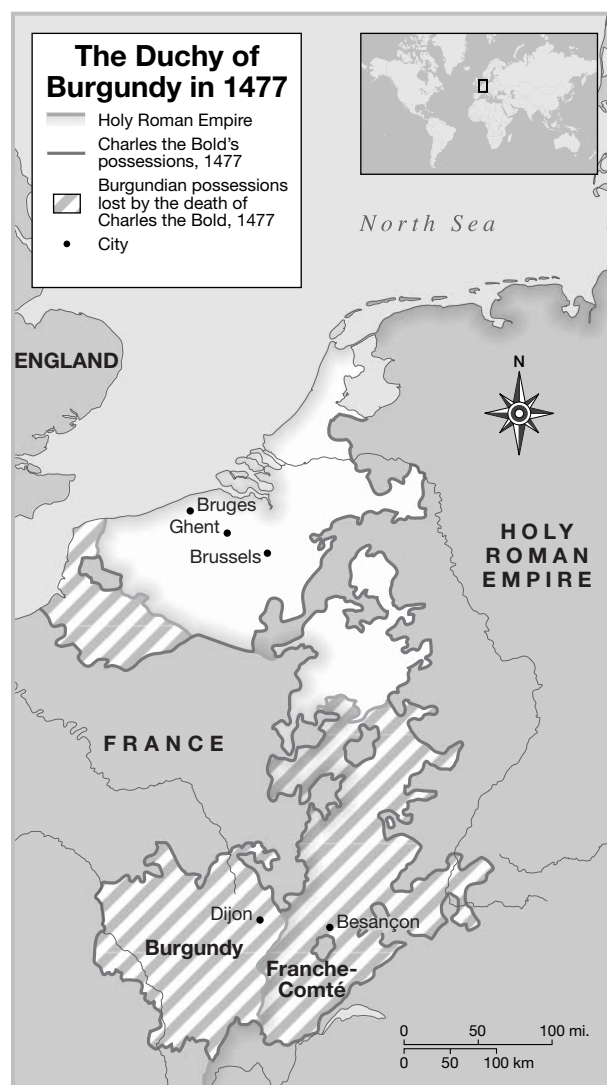 The Duchy of
Burgundy in 1477
Holy Roman Empire
Charles the Bold's
possessions, 1477
Burgundian possessions
lost by the death of
Charles the Bold, 1477
City
North Sea
ENGLAND
N
Bruges
Ghent
Brussels
HOLY
ROMAN
EMPIRE
FRANCE
Dijon
Besançon
Burgundy
Franche-
Comté
0 50 100 mi.
0 50 100 km